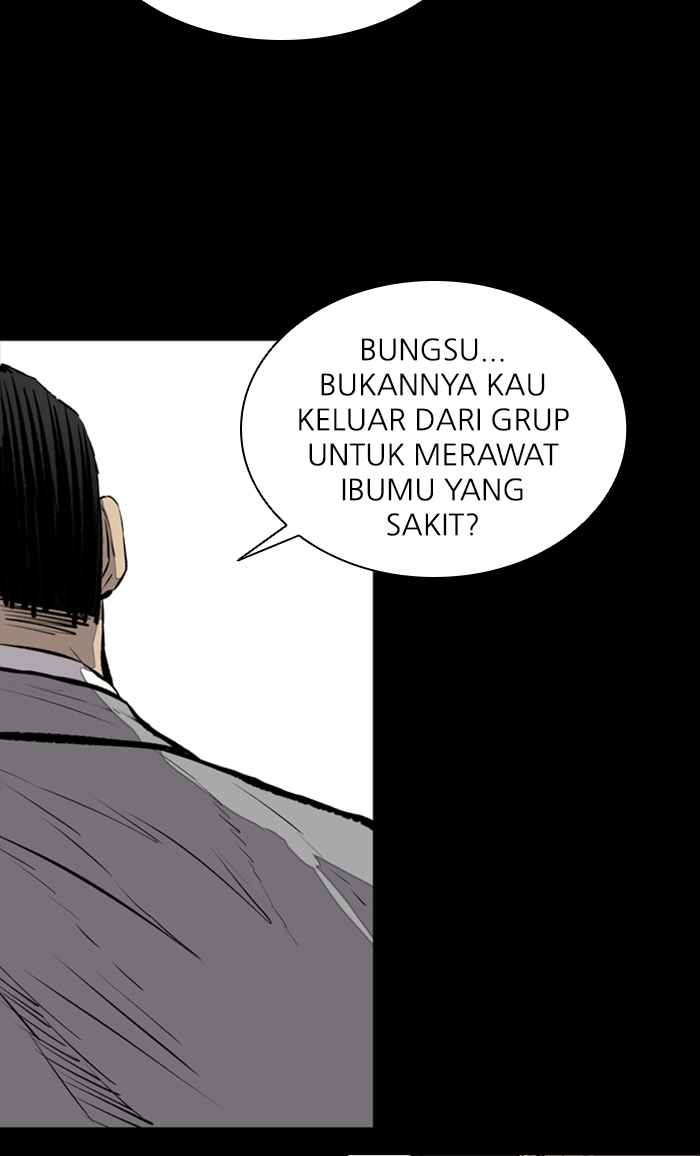 BUNGSU...
BUKANNYA KAU
KELUAR DARI GRUP
UNTUK MERAWAT
IBUMU YANG
SAKIT?